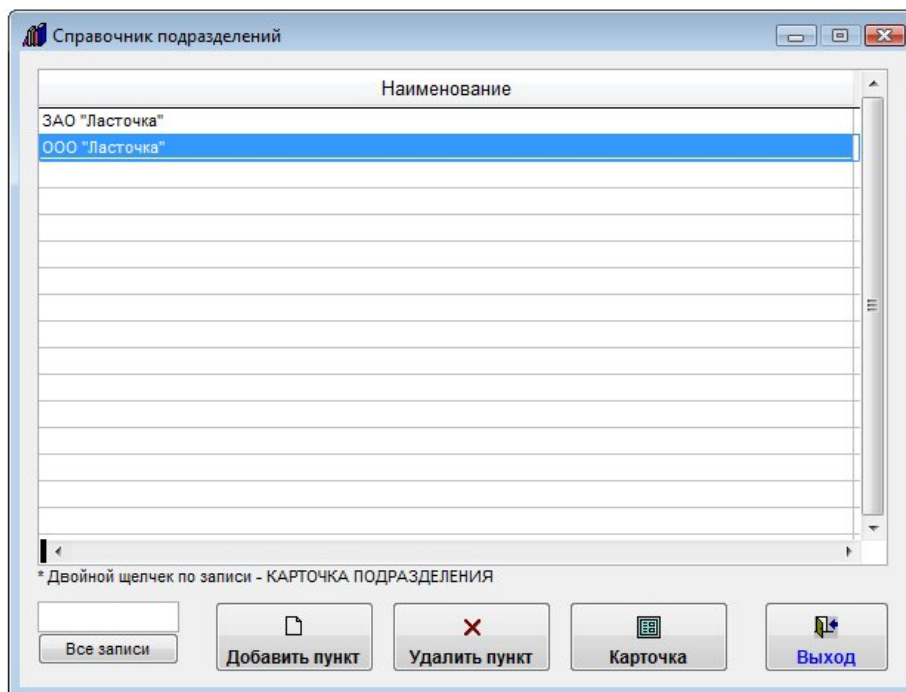 Справочник подразделений
Наименование
ЗАО "Ласточка"
ООО "Ласточка"
* Двойной щелчек по записи - КАРТОЧКА ПОДРАЗДЕЛЕНИЯ
Все записи
Добавить пункт
Удалить пункт
Карточка
Выход